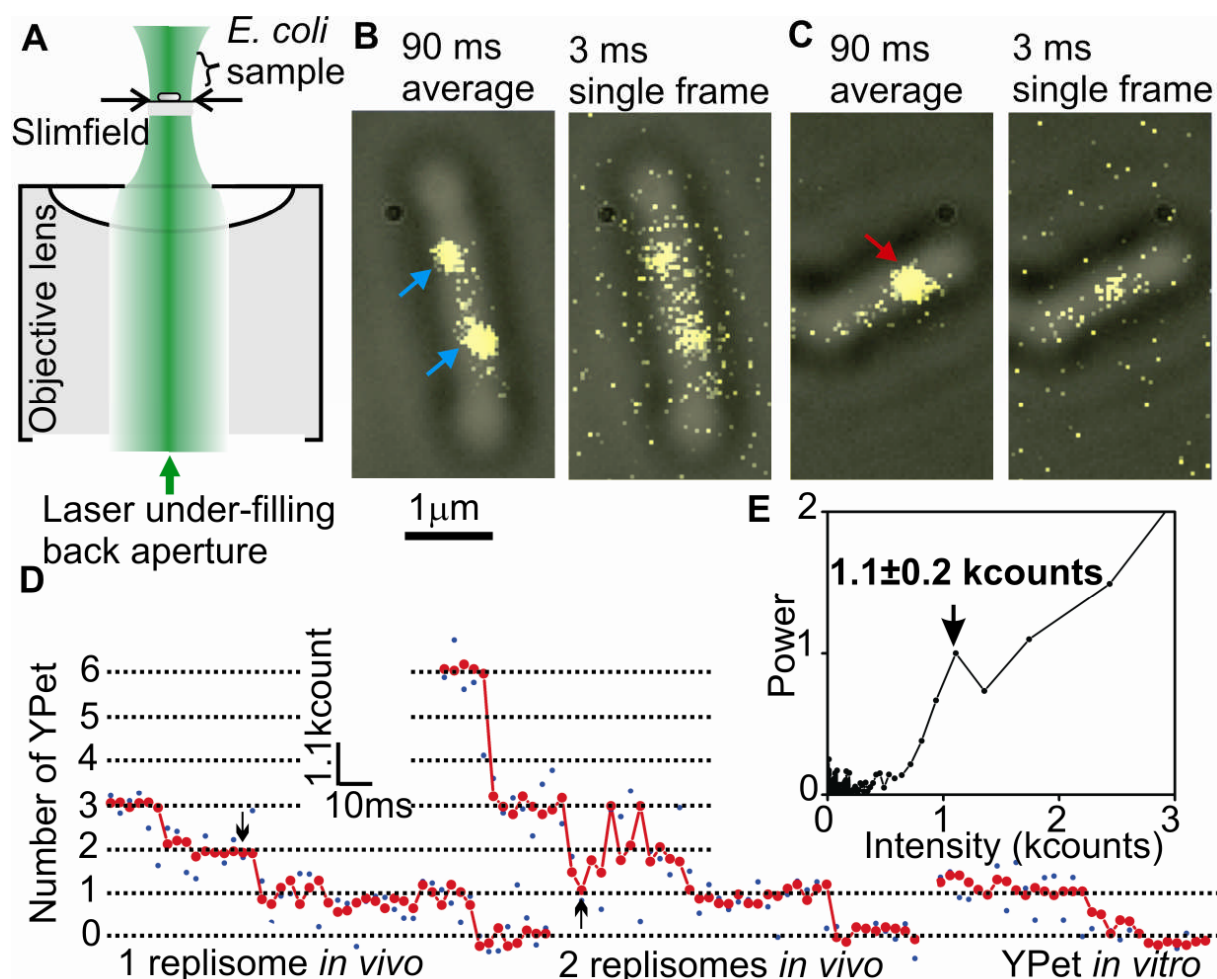 A
E. coli
sample
Slimfield
Objective lens
Laser under-filling
back aperture
B
90 ms
average
3 ms
single frame
1μm
C
90 ms
average
3 ms
single frame
D
Number of YPet
6
5
4
3
2
1
0
1.1kcount
10ms
1 replisome in vivo
2 replisomes in vivo
YPet in vitro
E
Power
2
1
0
1.1±0.2 kcounts
0
1
2
3
Intensity (kcounts)